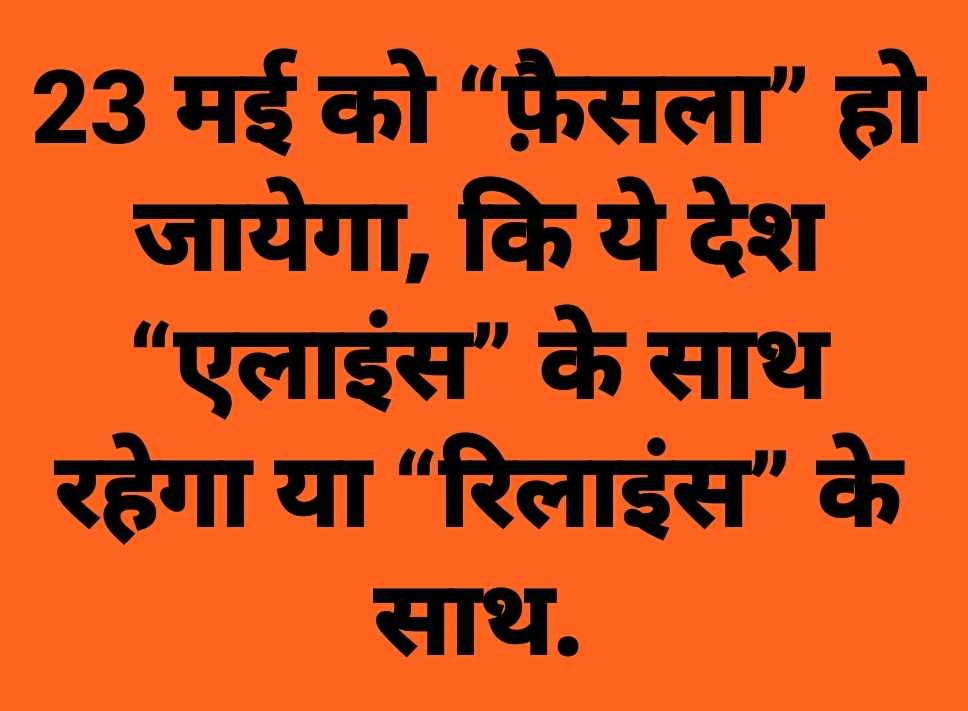 23 मई को “फ़ैसला” हो
जायेगा, कि ये देश
“एलाइंस” के साथ
रहेगा या “रिलाइंस” के
साथ.